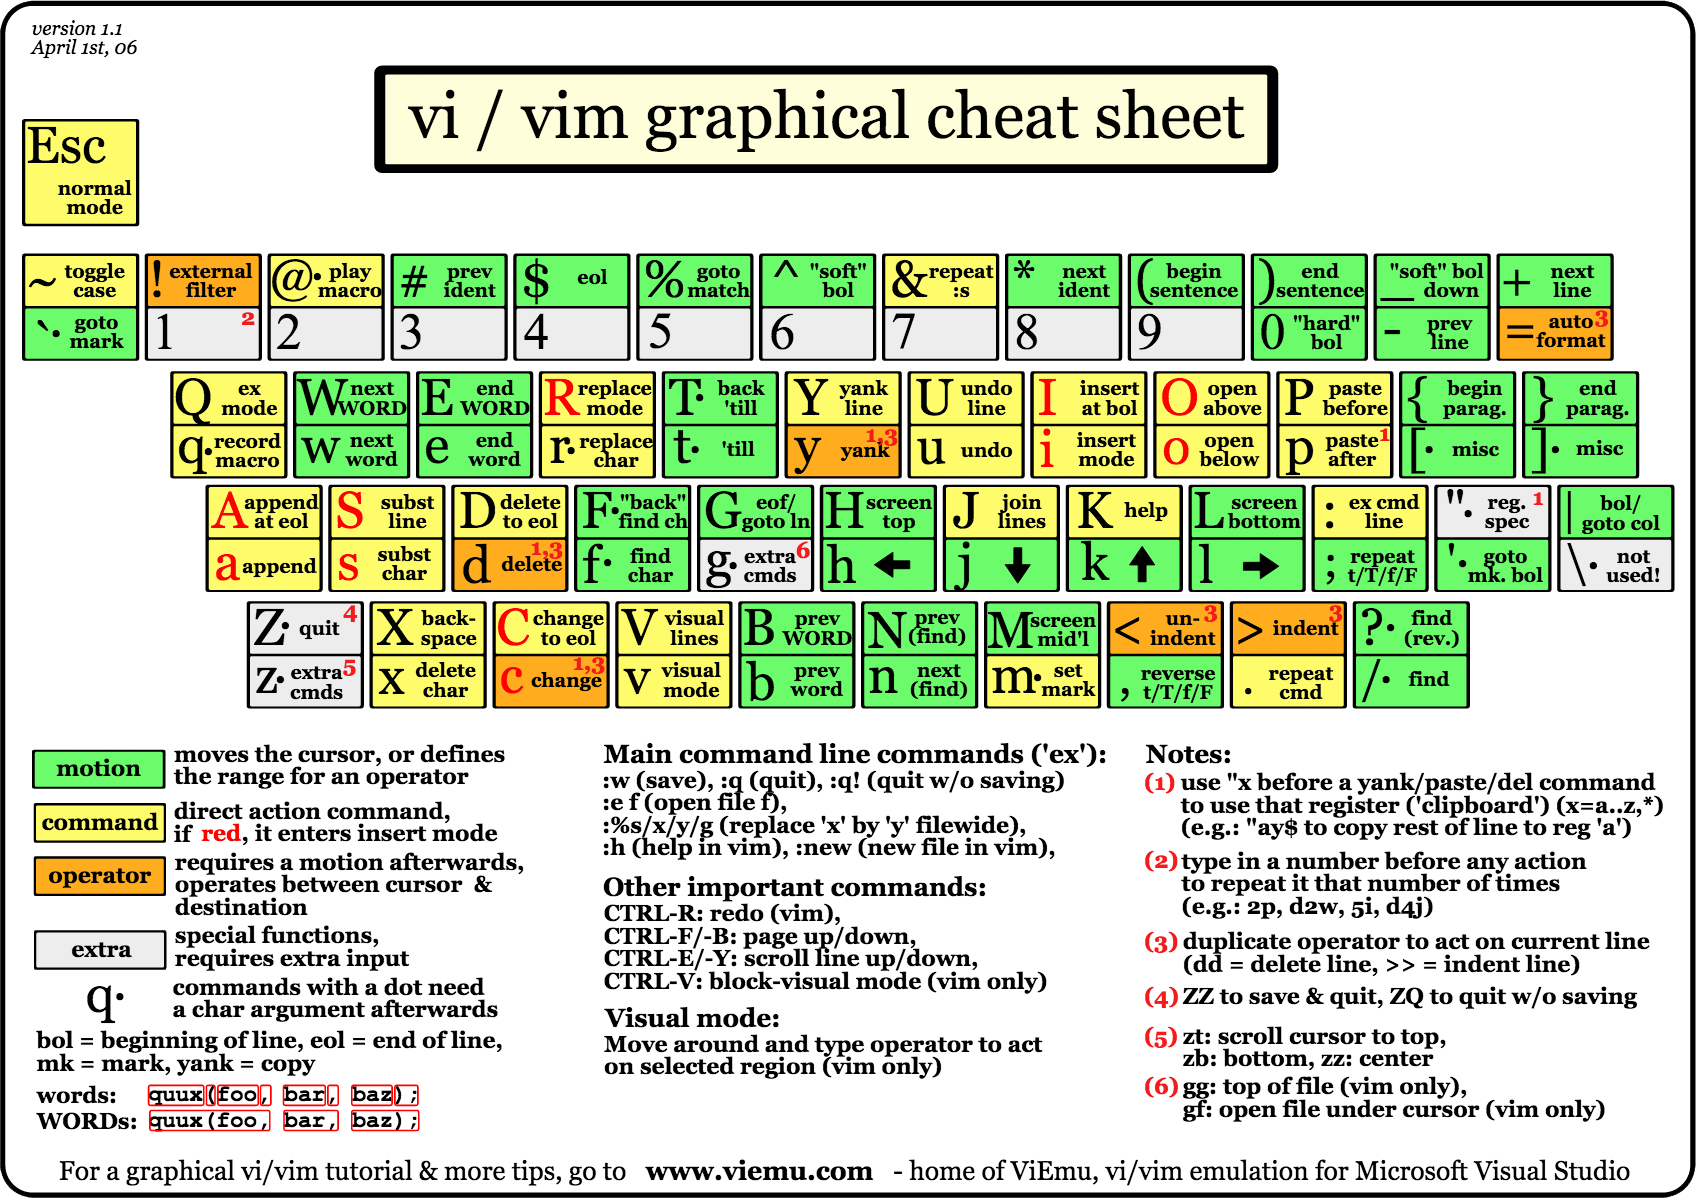 version 1.1
April 1st, 06
vi / vim graphical cheat sheet
Esc
normal
mode
~ toggle
case
! external
filter
@· play
macro
# prev
ident
$ eol
% goto
match
^ "soft"
bol
& repeat
:s
* next
ident
( begin
sentence
) end
sentence
_ "soft" bol
down
+ next
line
`· goto
mark
1 2
2
3
4
5
6
7
8
9
0 "hard"
bol
- prev
line
= auto 3
format
Q ex
mode
W next
WORD
E end
WORD
R replace
mode
T· back
'till
Y yank
line
U undo
line
I insert
at bol
O open
above
P paste
before
{ begin
parag.
} end
parag.
q· record
macro
w next
word
e end
word
r· replace
char
t· 'till
y yank 1,3
u undo
i insert
mode
o open
below
p paste 1
after
[· misc
]· misc
A append
at eol
S subst
line
D delete
to eol
F· "back"
find ch
G eof/
goto ln
H screen
top
J join
lines
K help
L screen
bottom
: ex cmd
line
"· reg. 1
spec
| bol/
goto col
a append
s subst
char
d delete 1,3
f· find
char
g· extra 6
cmds
h ←
j ↓
k ↑
l →
; repeat
t/T/f/F
'· goto
mk. bol
\· not
used!
Z· quit 4
X back-
space
C change
to eol
V visual
lines
B prev
WORD
N prev
(find)
M screen
mid'l
< un- 3
indent
> indent 3
?· find
(rev.)
z· extra 5
cmds
x delete
char
c change 1,3
v visual
mode
b prev
word
n next
(find)
m· set
mark
, reverse
t/T/f/F
. repeat
cmd
/· find
motion
moves the cursor, or defines
the range for an operator
command
direct action command,
if red, it enters insert mode
operator
requires a motion afterwards,
operates between cursor &
destination
extra
special functions,
requires extra input
q·
commands with a dot need
a char argument afterwards
bol = beginning of line, eol = end of line,
mk = mark, yank = copy
words: quux(foo, bar, baz);
WORDs: quux(foo, bar, baz);
Main command line commands ('ex'):
:w (save), :q (quit), :q! (quit w/o saving)
:e f (open file f),
:%s/x/y/g (replace 'x' by 'y' filewide),
:h (help in vim), :new (new file in vim),
Other important commands:
CTRL-R: redo (vim),
CTRL-F/-B: page up/down,
CTRL-E/-Y: scroll line up/down,
CTRL-V: block-visual mode (vim only)
Visual mode:
Move around and type operator to act
on selected region (vim only)
Notes:
(1) use "x before a yank/paste/del command
to use that register ('clipboard') (x=a..z,*)
(e.g.: "ay$ to copy rest of line to reg 'a')
(2) type in a number before any action
to repeat it that number of times
(e.g.: 2p, d2w, 5i, d4j)
(3) duplicate operator to act on current line
(dd = delete line, >> = indent line)
(4) ZZ to save & quit, ZQ to quit w/o saving
(5) zt: scroll cursor to top,
zb: bottom, zz: center
(6) gg: top of file (vim only),
gf: open file under cursor (vim only)
For a graphical vi/vim tutorial & more tips, go to www.viemu.com - home of ViEmu, vi/vim emulation for Microsoft Visual Studio